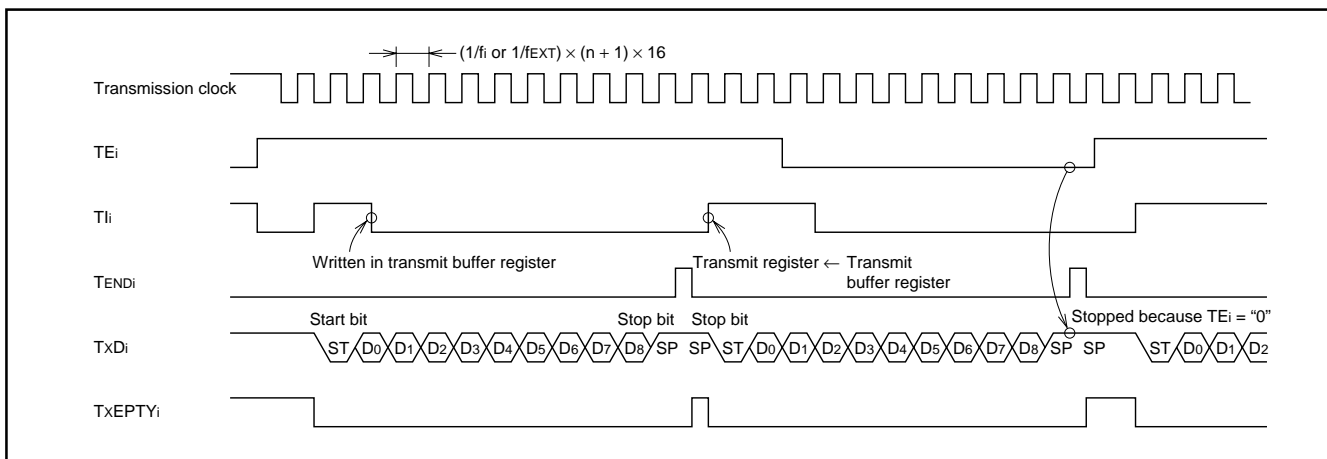 (1/fi or 1/fEXT) × (n + 1) × 16
Transmission clock
TEi
TIi
Written in transmit buffer register
Transmit register ← Transmit
buffer register
TENDi
Start bit
Stop bit
Stop bit
Stopped because TEi = “0”
TXDi
ST D0 D1 D2 D3 D4 D5 D6 D7 D8 SP SP ST D0 D1 D2 D3 D4 D5 D6 D7 D8 SP SP ST D0 D1 D2
TXEPTYi